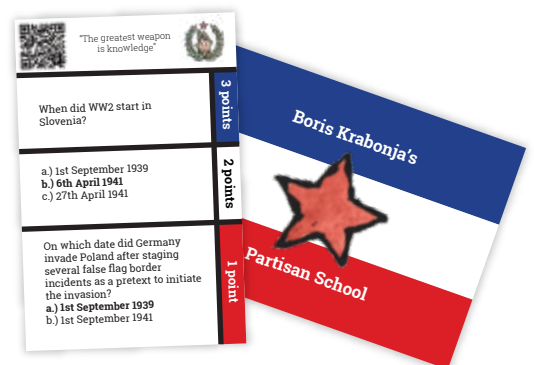 "The greatest weapon
is knowledge"
When did WW2 start in
Slovenia?
3 points
a.) 1st September 1939
b.) 6th April 1941
c.) 27th April 1941
2 points
On which date did Germany
invade Poland after staging
several false flag border
incidents as a pretext to initiate
the invasion?
a.) 1st September 1939
b.) 1st September 1941
1 point
Boris Krabonja's
Partisan School